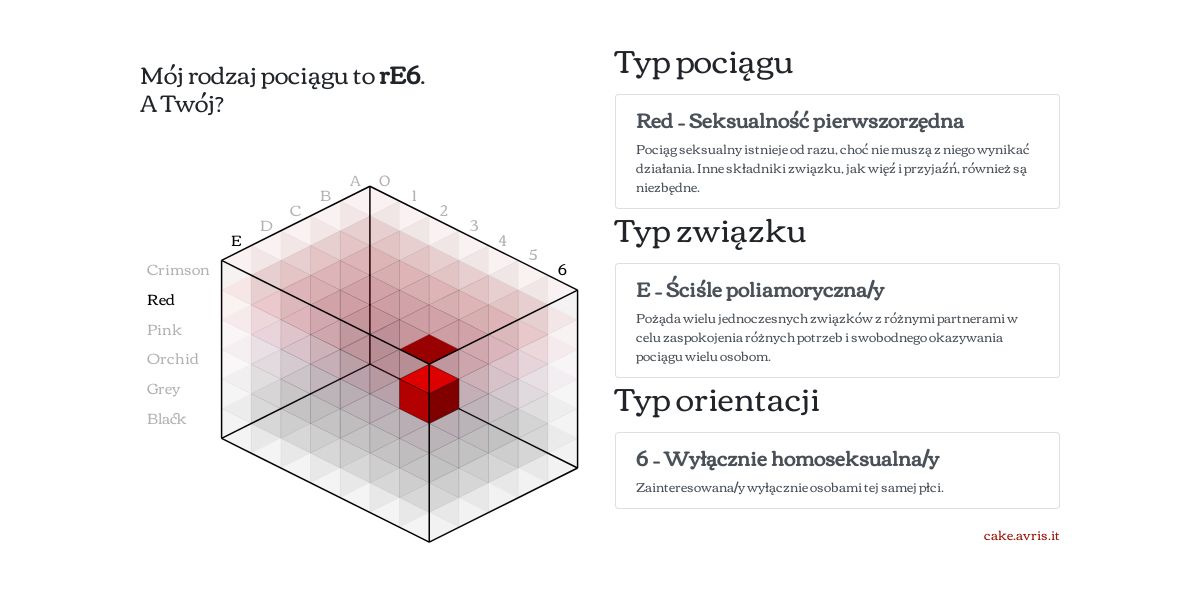 Mój rodzaj pociągu to rE6.
A Twój?
A O
B 1
C 2
D 3
E 4
5
6
Crimson
Red
Pink
Orchid
Grey
Black
Typ pociągu
Red - Seksualność pierwszorzędna
Pociąg seksualny istnieje od razu, choć nie muszą z niego wynikać
działania. Inne składniki związku, jak więź i przyjaźń, również są
niezbędne.
Typ związku
E - Ściśle poliamoryczna/y
Pożąda wielu jednoczesnych związków z różnymi partnerami w
celu zaspokojenia różnych potrzeb i swobodnego okazywania
pociągu wielu osobom.
Typ orientacji
6 - Wyłącznie homoseksualna/y
Zainteresowana/y wyłącznie osobami tej samej płci.
cake.avris.it